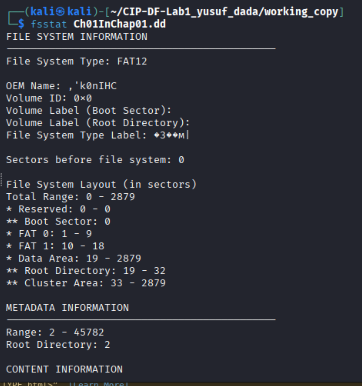 (kali㉿kali)-[~/CIP-DF-Lab1_yusuf_dada/working_copy]
$ fsstat Ch01InChap01.dd
FILE SYSTEM INFORMATION
File System Type: FAT12
OEM Name: ,'k0nIHC
Volume ID: 0×0
Volume Label (Boot Sector):
Volume Label (Root Directory):
File System Type Label:
Sectors before file system: 0
File System Layout (in sectors)
Total Range: 0 - 2879
* Reserved: 0 - 0
** Boot Sector: 0
* FAT 0: 1 - 9
* FAT 1: 10 - 18
* Data Area: 19 - 2879
** Root Directory: 19 - 32
** Cluster Area: 33 - 2879
METADATA INFORMATION
Range: 2 - 45782
Root Directory: 2
CONTENT INFORMATION